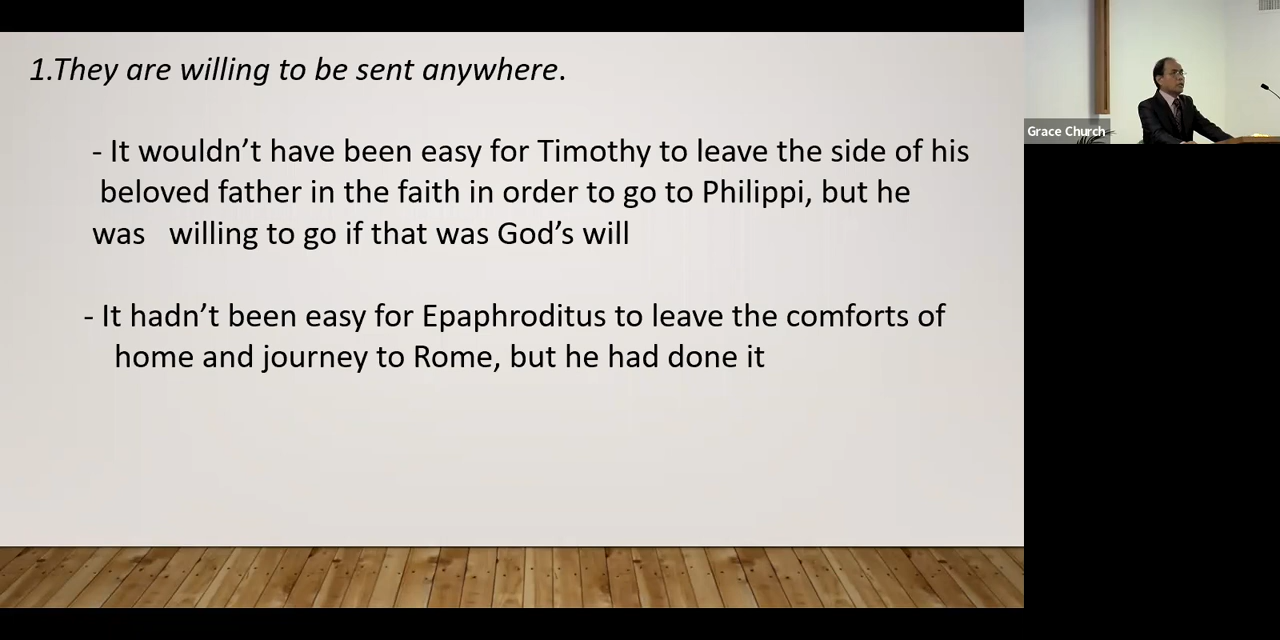 1.They are willing to be sent anywhere.
- It wouldn’t have been easy for Timothy to leave the side of his
beloved father in the faith in order to go to Philippi, but he
was   willing to go if that was God’s will
- It hadn’t been easy for Epaphroditus to leave the comforts of
home and journey to Rome, but he had done it
Grace Church